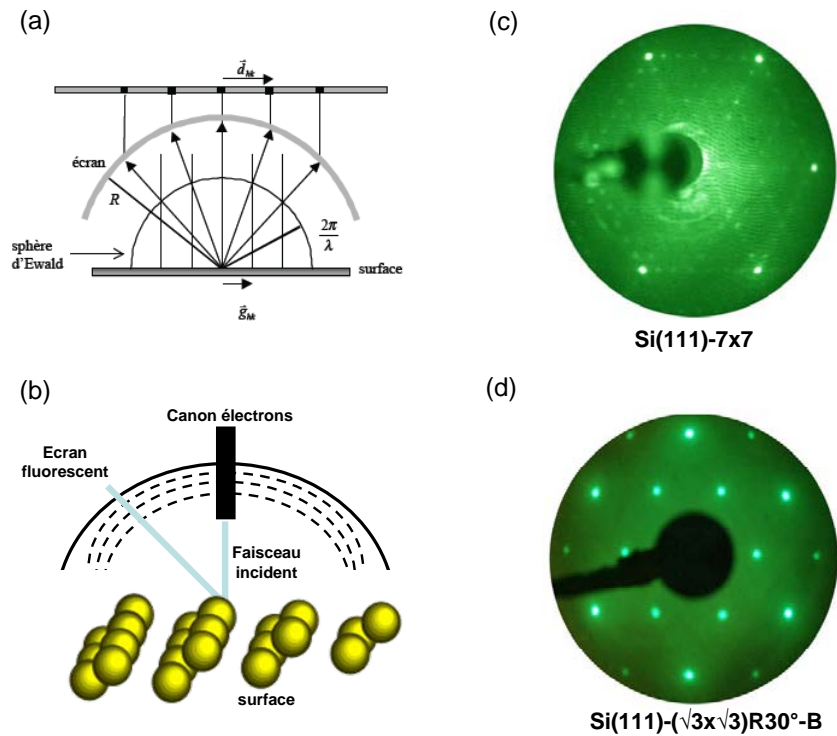 (a)
d⃗hk
écran
R
2π
λ
sphère
d'Ewald
surface
g⃗hk
(b)
Canon électrons
Ecran
fluorescent
Faisceau
incident
surface
(c)
Si(111)-7x7
(d)
Si(111)-(√3x√3)R30°-B